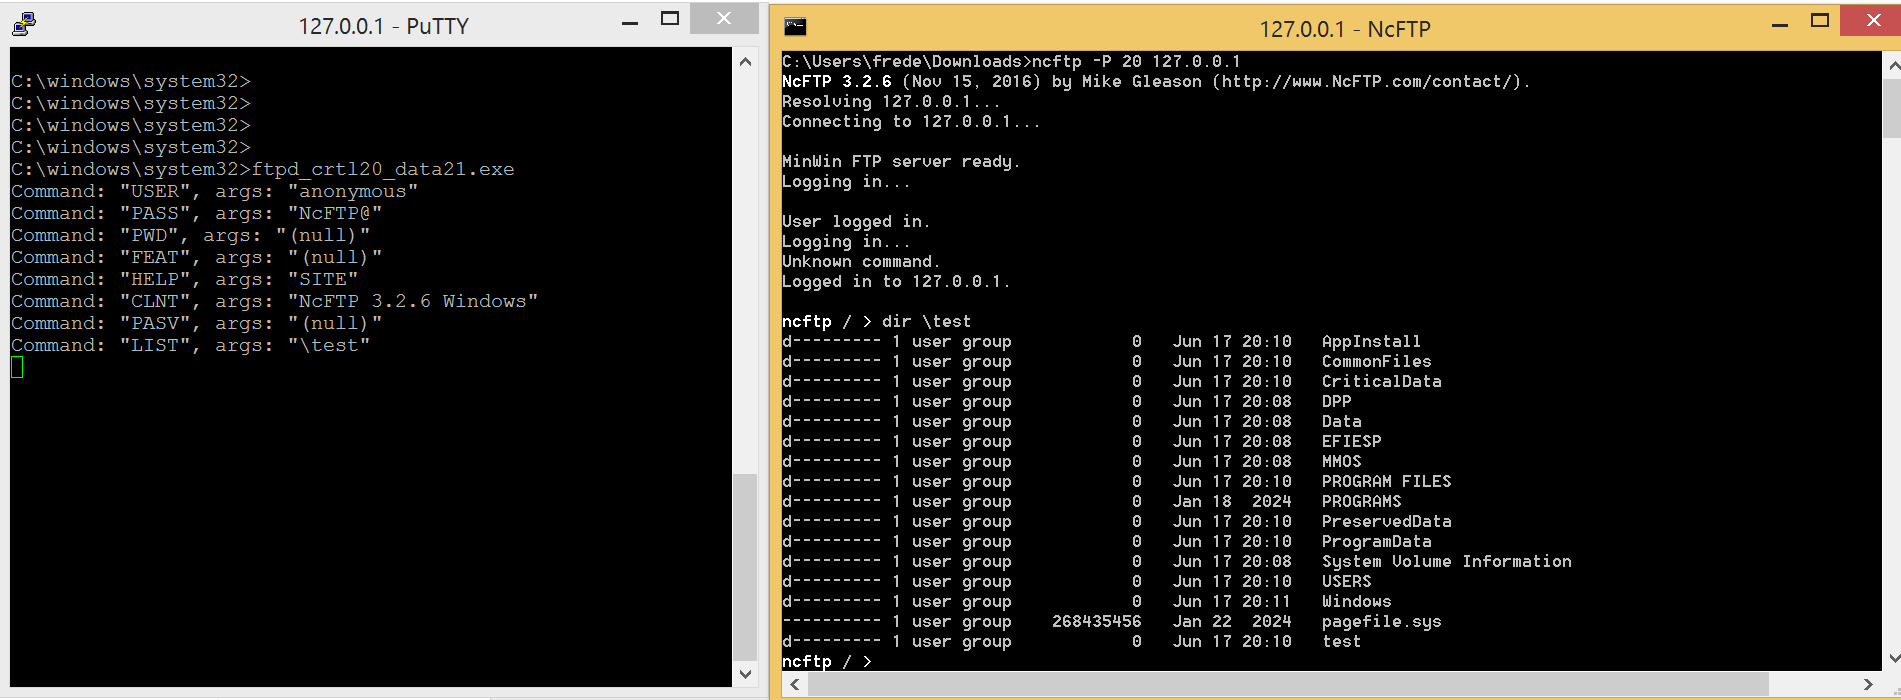 127.0.0.1 - PuTTY
C:\windows\system32>
C:\windows\system32>
C:\windows\system32>
C:\windows\system32>
C:\windows\system32>ftpd_crtl20_data21.exe
Command: "USER", args: "anonymous"
Command: "PASS", args: "NcFTP@"
Command: "PWD", args: "(null)"
Command: "FEAT", args: "(null)"
Command: "HELP", args: "SITE"
Command: "CLNT", args: "NcFTP 3.2.6 Windows"
Command: "PASV", args: "(null)"
Command: "LIST", args: "\test"
127.0.0.1 - NcFTP
C:\Users\frede\Downloads>ncftp -P 20 127.0.0.1
NcFTP 3.2.6 (Nov 15, 2016) by Mike Gleason (http://www.NcFTP.com/contact/).
Resolving 127.0.0.1...
Connecting to 127.0.0.1...
MinWin FTP server ready.
Logging in...
User logged in.
Logging in...
Unknown command.
Logged in to 127.0.0.1.
ncftp / > dir \test
d--------- 1 user group            0   Jun 17 20:10   AppInstall
d--------- 1 user group            0   Jun 17 20:10   CommonFiles
d--------- 1 user group            0   Jun 17 20:10   CriticalData
d--------- 1 user group            0   Jun 17 20:08   DPP
d--------- 1 user group            0   Jun 17 20:08   Data
d--------- 1 user group            0   Jun 17 20:08   EFIESP
d--------- 1 user group            0   Jun 17 20:08   MMOS
d--------- 1 user group            0   Jun 17 20:10   PROGRAM FILES
d--------- 1 user group            0   Jan 18  2024   PROGRAMS
d--------- 1 user group            0   Jun 17 20:10   PreservedData
d--------- 1 user group            0   Jun 17 20:10   ProgramData
d--------- 1 user group            0   Jun 17 20:08   System Volume Information
d--------- 1 user group            0   Jun 17 20:10   USERS
d--------- 1 user group            0   Jun 17 20:11   Windows
---------- 1 user group    268435456   Jan 22  2024   pagefile.sys
d--------- 1 user group            0   Jun 17 20:10   test
ncftp / >